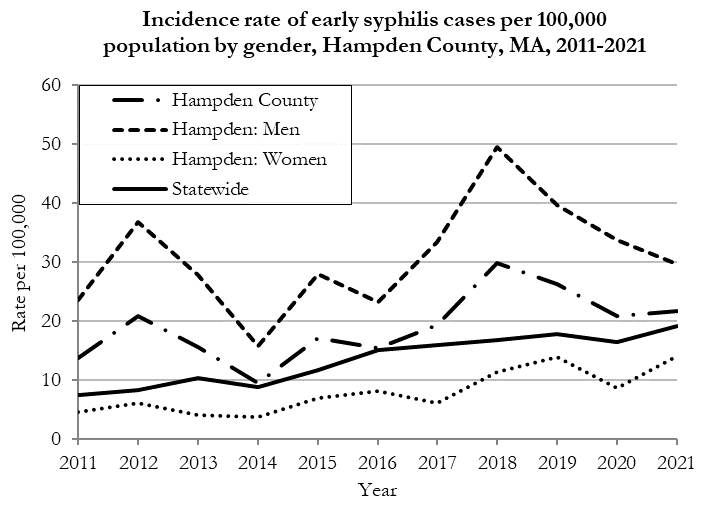 Incidence rate of early syphilis cases per 100,000
population by gender, Hampden County, MA, 2011-2021
60
50
40
30
20
10
0
Rate per 100,000
Hampden County
Hampden: Men
Hampden: Women
Statewide
2011 2012 2013 2014 2015 2016 2017 2018 2019 2020 2021
Year